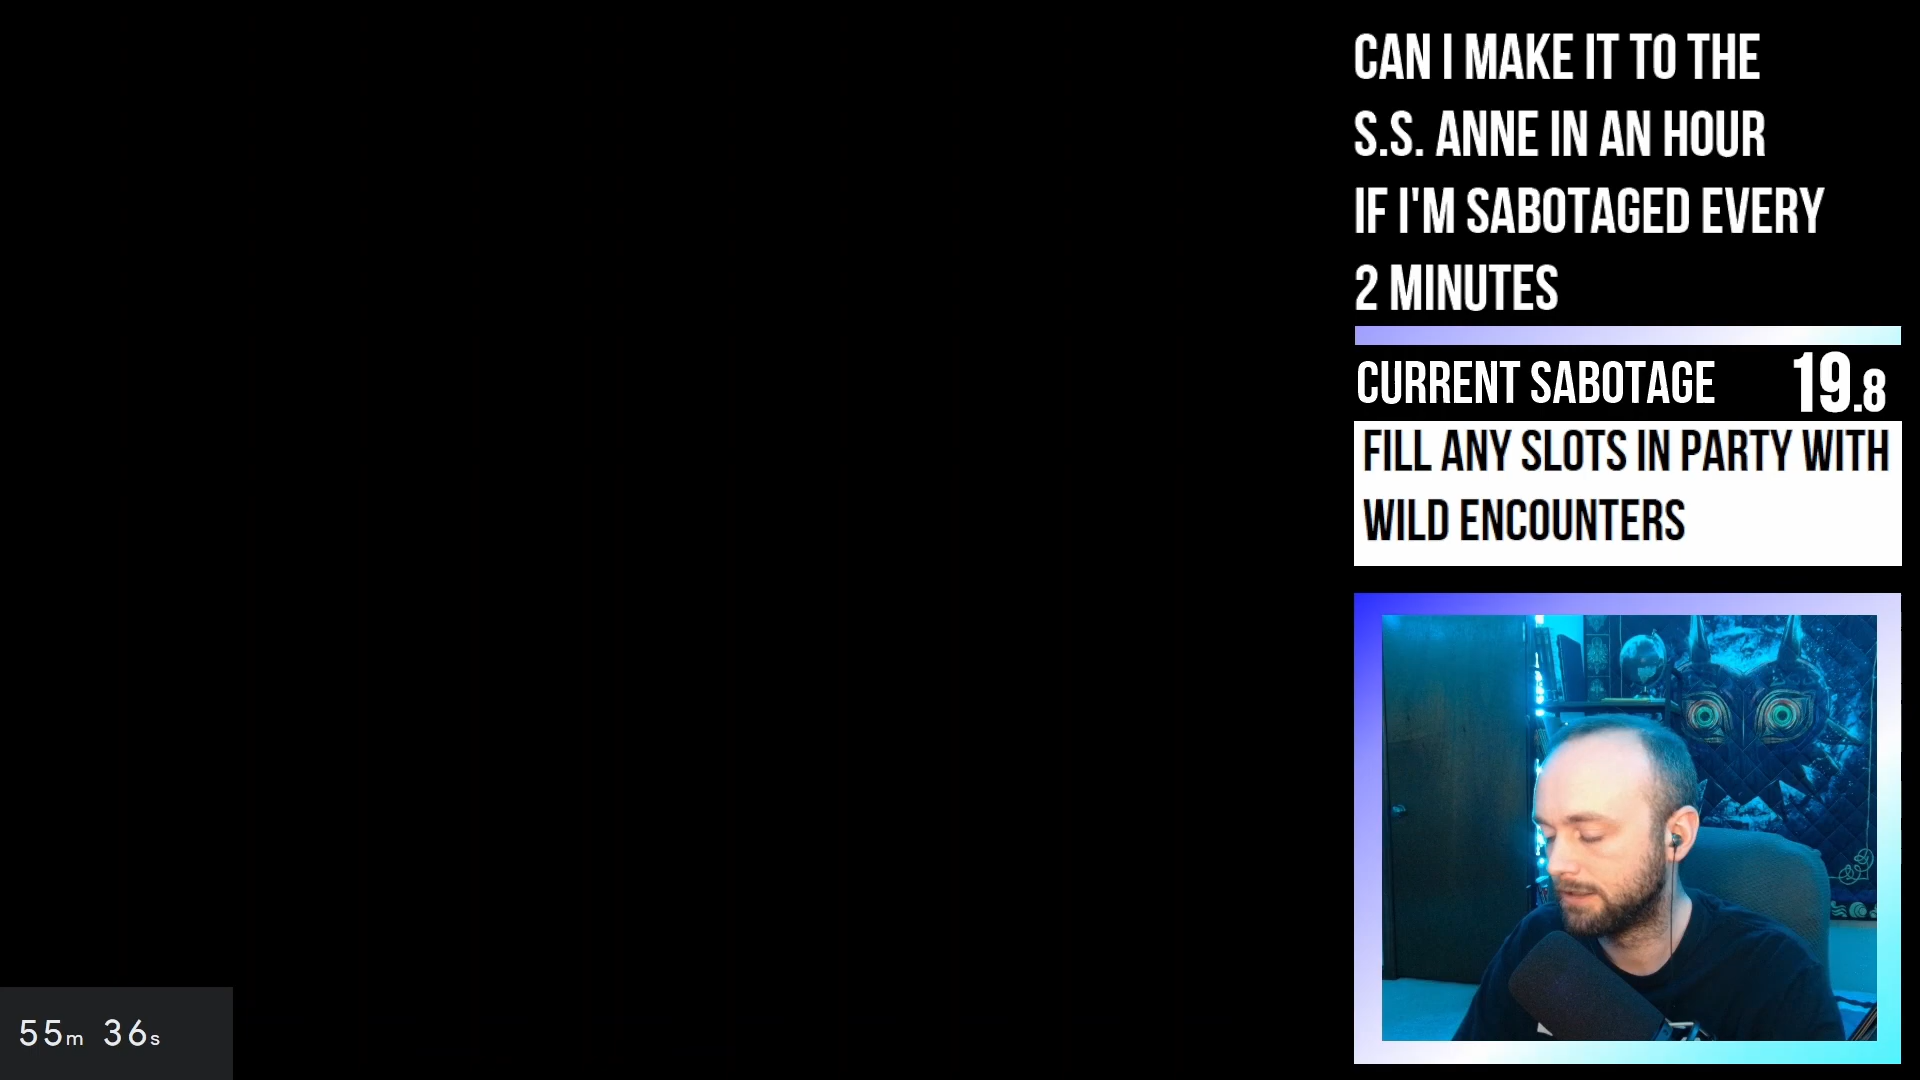 CAN I MAKE IT TO THE
S.S. ANNE IN AN HOUR
IF I'M SABOTAGED EVERY
2 MINUTES
CURRENT SABOTAGE 19.8
FILL ANY SLOTS IN PARTY WITH
WILD ENCOUNTERS
55m 36s